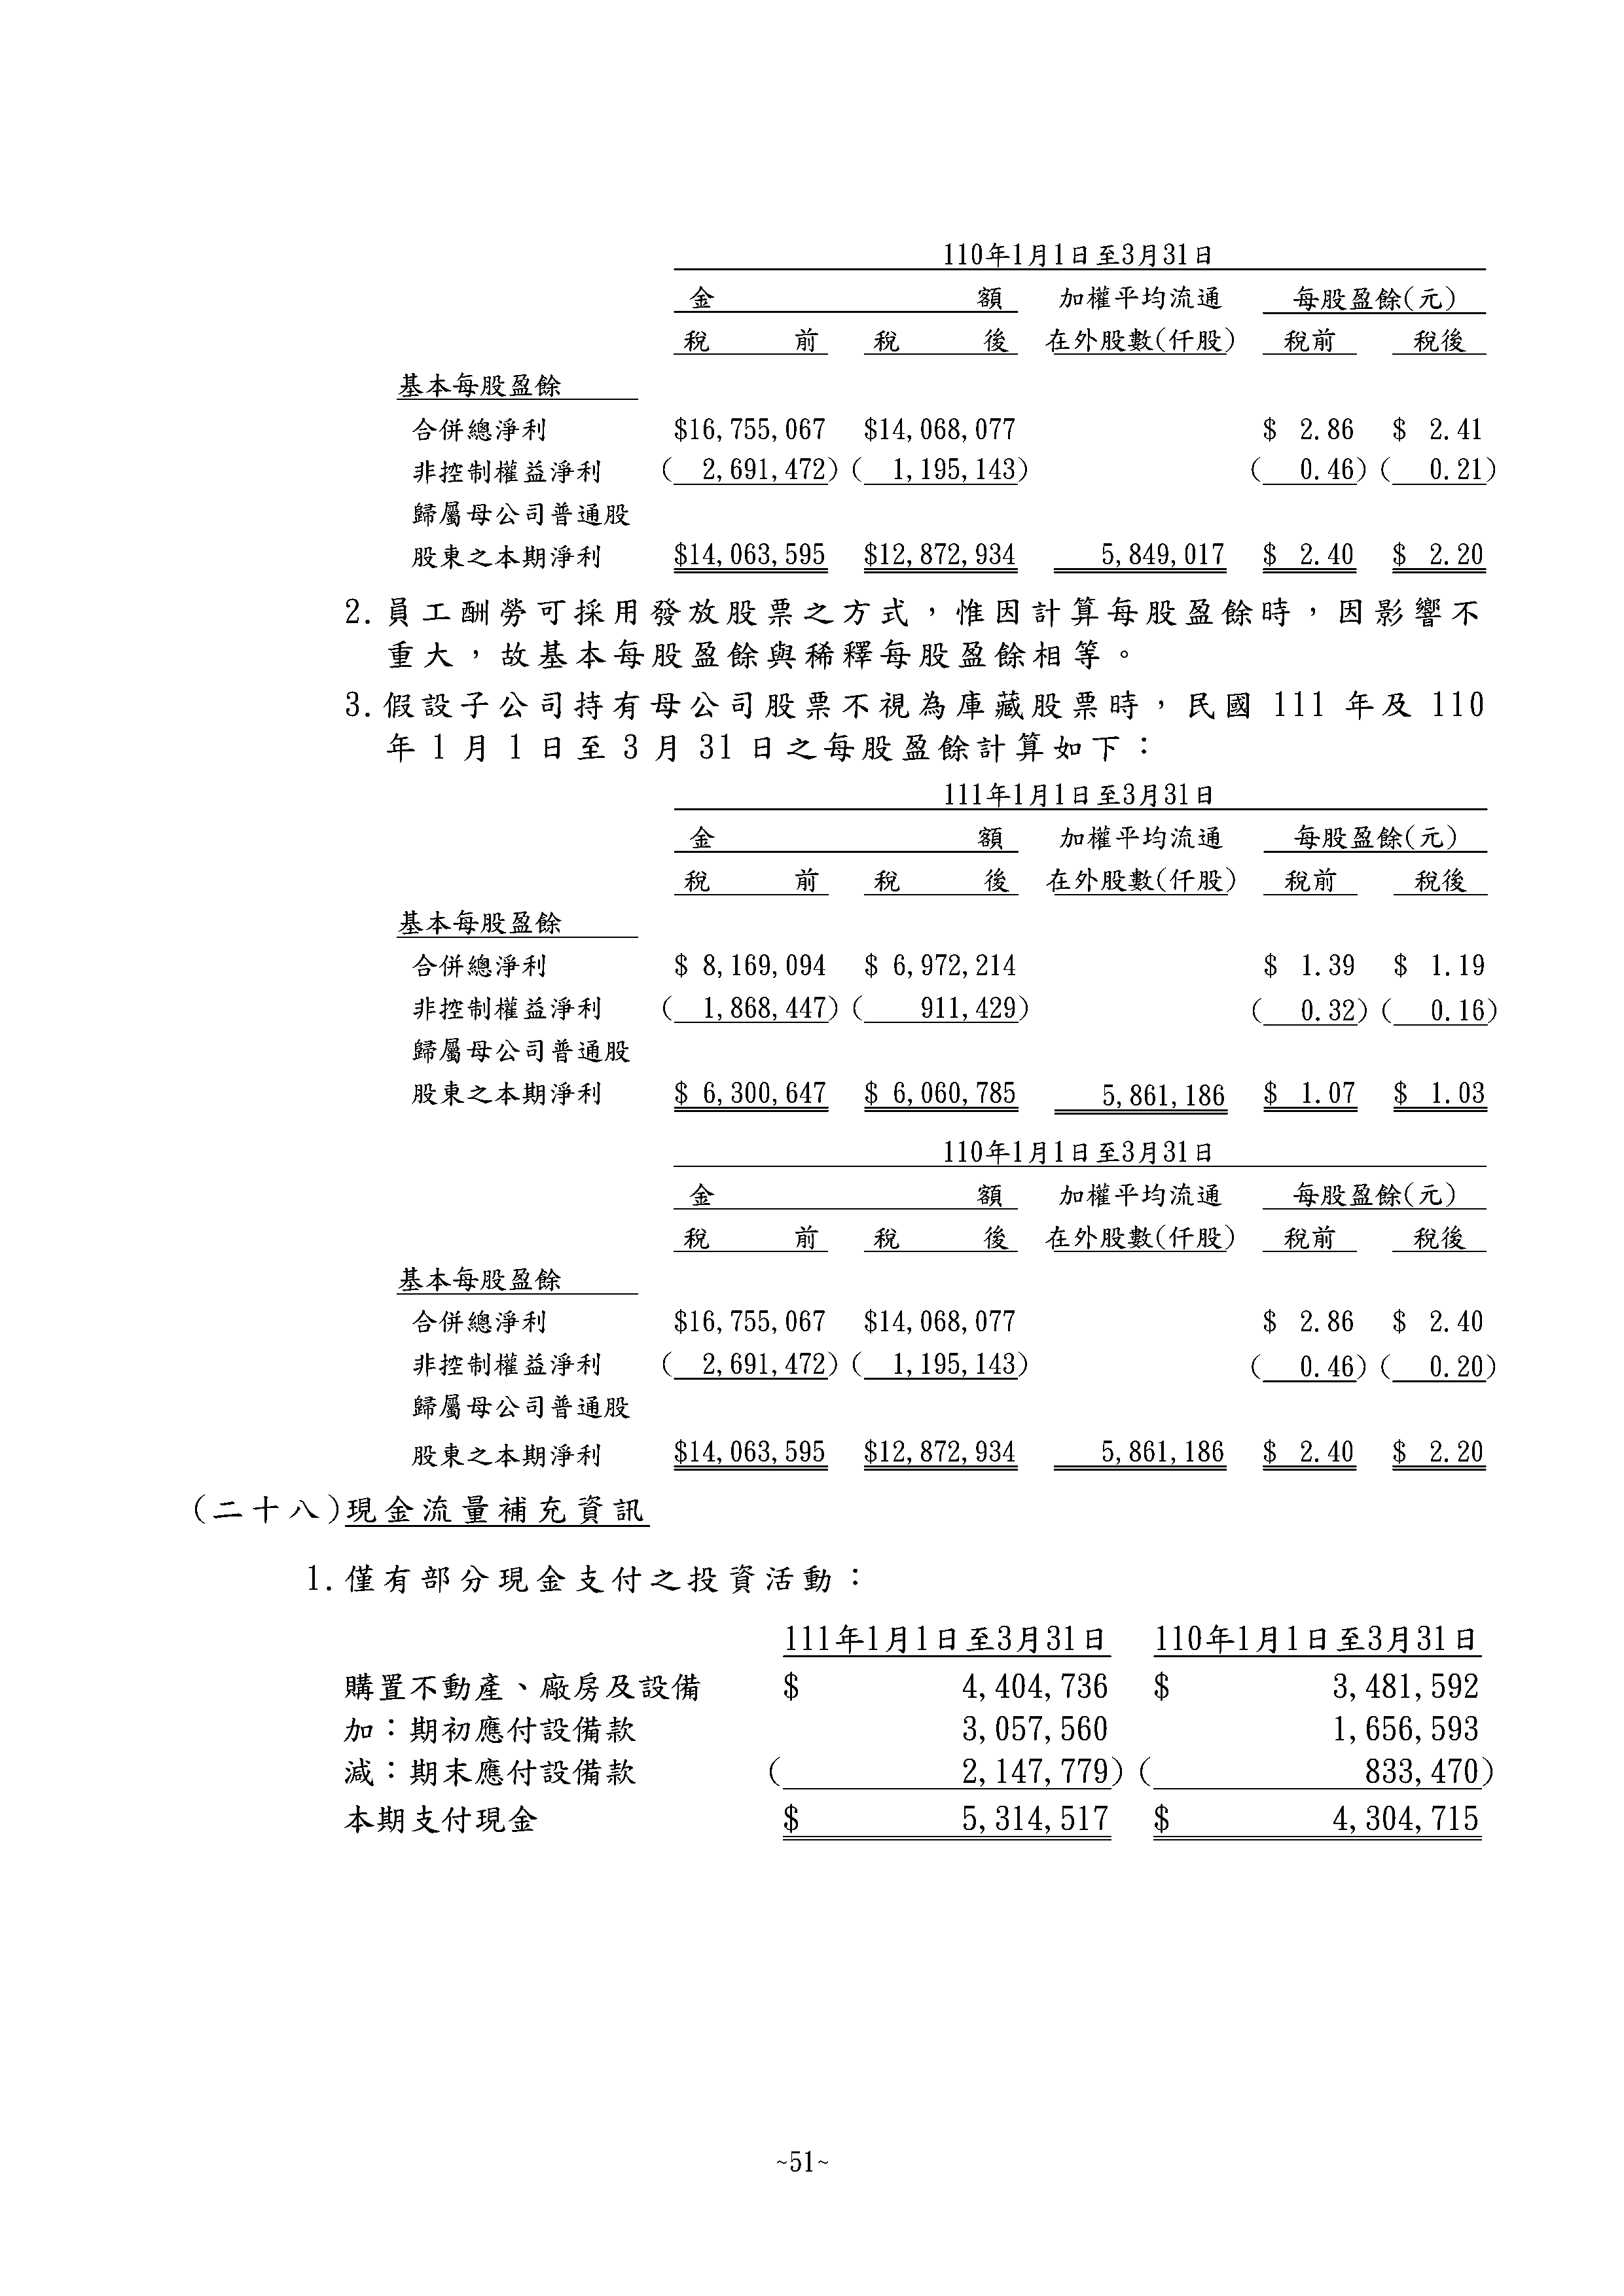 110年1月1日至3月31日
金 額 加權平均流通 每股盈餘(元)
稅 前 稅 後 在外股數(仟股) 稅前 稅後
基本每股盈餘
合併總淨利 $16,755,067 $14,068,077 $ 2.86 $ 2.41
非控制權益淨利 ( 2,691,472) ( 1,195,143) ( 0.46) ( 0.21)
歸屬母公司普通股
股東之本期淨利 $14,063,595 $12,872,934 5,849,017 $ 2.40 $ 2.20
2.員工酬勞可採用發放股票之方式，惟因計算每股盈餘時，因影響不
重大，故基本每股盈餘與稀釋每股盈餘相等。
3.假設子公司持有母公司股票不視為庫藏股票時，民國 111 年及 110
年 1 月 1 日至 3 月 31 日之每股盈餘計算如下：
111年1月1日至3月31日
金 額 加權平均流通 每股盈餘(元)
稅 前 稅 後 在外股數(仟股) 稅前 稅後
基本每股盈餘
合併總淨利 $ 8,169,094 $ 6,972,214 $ 1.39 $ 1.19
非控制權益淨利 ( 1,868,447) ( 911,429) ( 0.32) ( 0.16)
歸屬母公司普通股
股東之本期淨利 $ 6,300,647 $ 6,060,785 5,861,186 $ 1.07 $ 1.03
110年1月1日至3月31日
金 額 加權平均流通 每股盈餘(元)
稅 前 稅 後 在外股數(仟股) 稅前 稅後
基本每股盈餘
合併總淨利 $16,755,067 $14,068,077 $ 2.86 $ 2.40
非控制權益淨利 ( 2,691,472) ( 1,195,143) ( 0.46) ( 0.20)
歸屬母公司普通股
股東之本期淨利 $14,063,595 $12,872,934 5,861,186 $ 2.40 $ 2.20
(二十八)現金流量補充資訊
1.僅有部分現金支付之投資活動：
111年1月1日至3月31日 110年1月1日至3月31日
購置不動產、廠房及設備 $ 4,404,736 $ 3,481,592
加：期初應付設備款 3,057,560 1,656,593
減：期末應付設備款 ( 2,147,779) ( 833,470)
本期支付現金 $ 5,314,517 $ 4,304,715
~51~